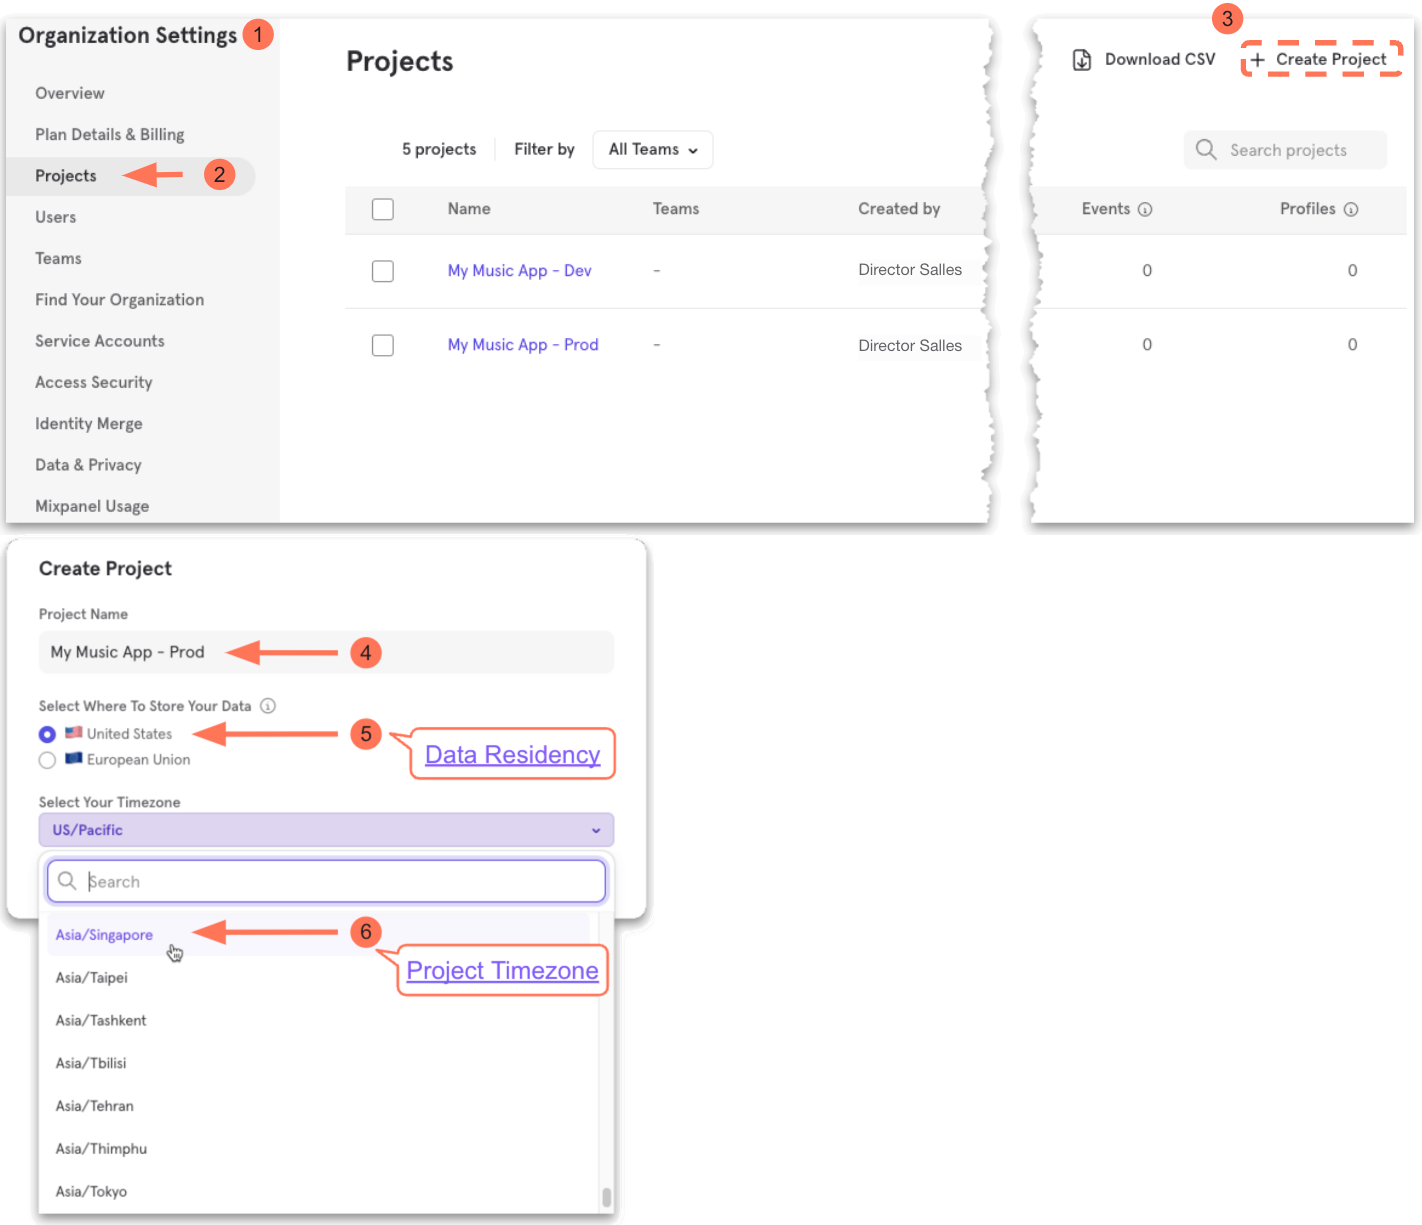 Organization Settings 1
Overview
Plan Details & Billing
Projects 2
Users
Teams
Find Your Organization
Service Accounts
Access Security
Identity Merge
Data & Privacy
Mixpanel Usage
Projects
5 projects Filter by All Teams
Name Teams Created by
My Music App - Dev - Director Salles
My Music App - Prod - Director Salles
3
Download CSV + Create Project
Search projects
Events Profiles
0 0
0 0
Create Project
Project Name
My Music App - Prod 4
Select Where To Store Your Data
United States 5
European Union
Data Residency
Select Your Timezone
US/Pacific
Search
Asia/Singapore 6
Project Timezone
Asia/Taipei
Asia/Tashkent
Asia/Tbilisi
Asia/Tehran
Asia/Thimphu
Asia/Tokyo